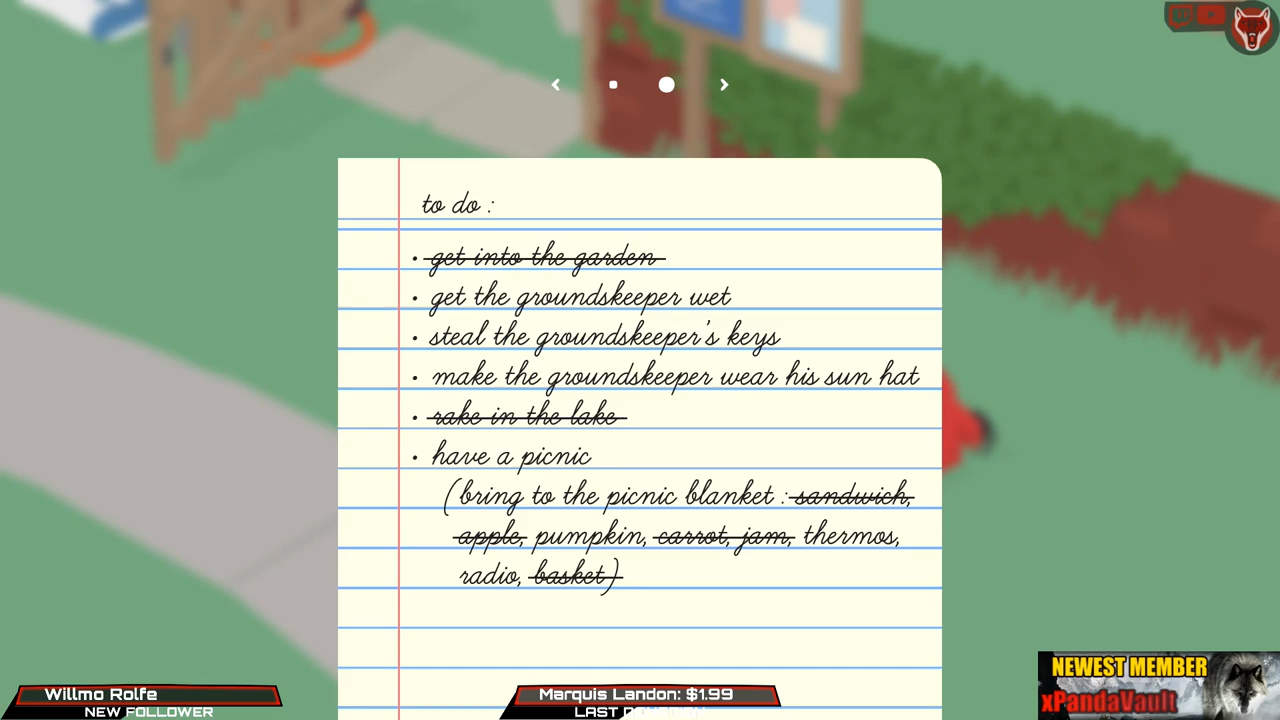 to do :
• get into the garden
• get the groundskeeper wet
• steal the groundskeeper's keys
• make the groundskeeper wear his sun hat
• rake in the lake
• have a picnic
(bring to the picnic blanket : sandwich,
apple, pumpkin, carrot, jam, thermos,
radio, basket)
Willmo Rolfe
NEW FOLLOWER
Marquis Landon: $1.99
LAST
NEWEST MEMBER
xPandaVault